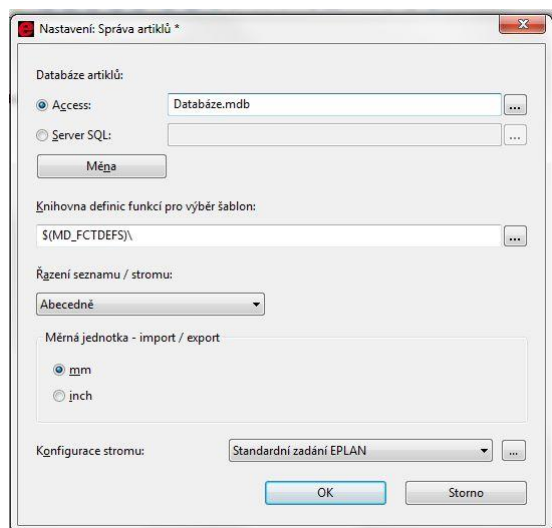 Nastavení: Správa artiklů *
Databáze artiklů:
Access: Databáze.mdb ...
Server SQL: ...
Měna
Knihovna definic funkcí pro výběr šablon:
$(MD_FCTDEFS)\ ...
Řazení seznamu / stromu:
Abecedně
Měrná jednotka - import / export
mm
inch
Konfigurace stromu: Standardní zadání EPLAN ...
OK Storno